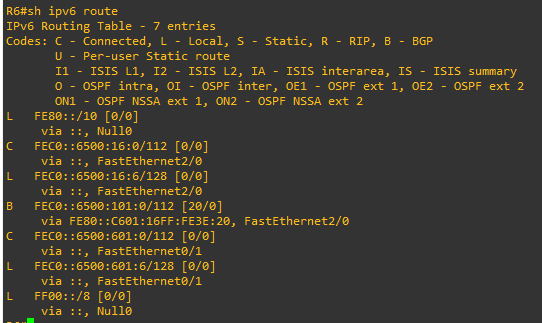 R6#sh ipv6 route
IPv6 Routing Table - 7 entries
Codes: C - Connected, L - Local, S - Static, R - RIP, B - BGP
       U - Per-user Static route
       I1 - ISIS L1, I2 - ISIS L2, IA - ISIS interarea, IS - ISIS summary
       O - OSPF intra, OI - OSPF inter, OE1 - OSPF ext 1, OE2 - OSPF ext 2
       ON1 - OSPF NSSA ext 1, ON2 - OSPF NSSA ext 2
L   FE80::/10 [0/0]
     via ::, Null0
C   FEC0::6500:16:0/112 [0/0]
     via ::, FastEthernet2/0
L   FEC0::6500:16:6/128 [0/0]
     via ::, FastEthernet2/0
B   FEC0::6500:101:0/112 [20/0]
     via FE80::C601:16FF:FE3E:20, FastEthernet2/0
C   FEC0::6500:601:0/112 [0/0]
     via ::, FastEthernet0/1
L   FEC0::6500:601:6/128 [0/0]
     via ::, FastEthernet0/1
L   FF00::/8 [0/0]
     via ::, Null0
R6#